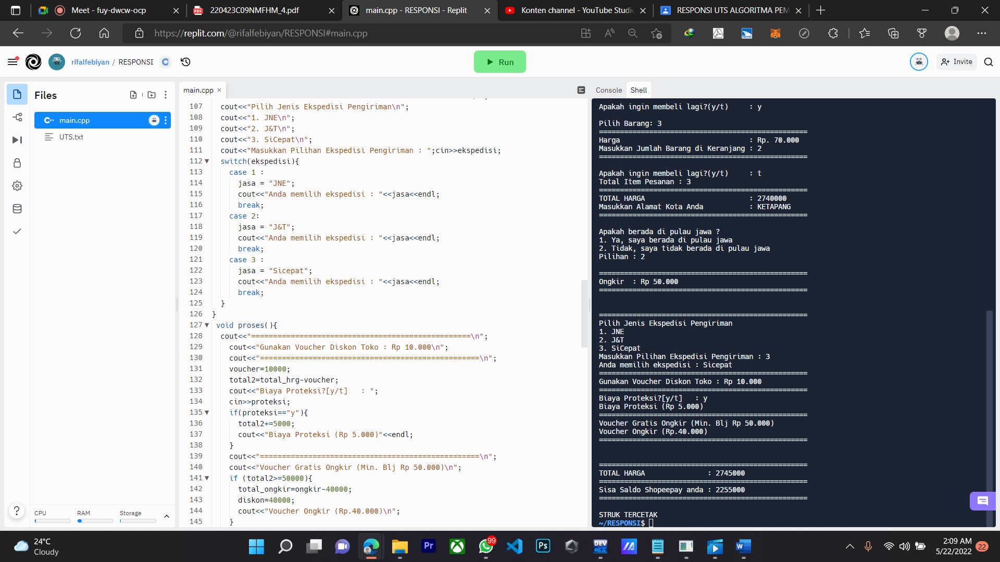 Meet - fuy-dwcw-ocp
220423C09NMFHM_4.pdf
main.cpp - RESPONSI - Replit
Konten channel - YouTube Studi
RESPONSI UTS ALGORITMA PEM
https://replit.com/@rifalfebiyan/RESPONSI#main.cpp
rifalfebiyan / RESPONSI
Run
Invite
Files
main.cpp
UTS.txt
CPU
RAM
Storage
main.cpp
107 cout<<"Pilih Jenis Ekspedisi Pengiriman\n";
108 cout<<"1. JNE\n";
109 cout<<"2. J&T\n";
110 cout<<"3. SiCepat\n";
111 cout<<"Masukkan Pilihan Ekspedisi Pengiriman : ";cin>>ekspedisi;
112 switch(ekspedisi){
113 case 1 :
114 jasa = "JNE";
115 cout<<"Anda memilih ekspedisi : "<<jasa<<endl;
116 break;
117 case 2:
118 jasa = "J&T";
119 cout<<"Anda memilih ekspedisi : "<<jasa<<endl;
120 break;
121 case 3 :
122 jasa = "Sicepat";
123 cout<<"Anda memilih ekspedisi : "<<jasa<<endl;
124 break;
125 }
126 }
127 void proses(){
128 cout<<"==================================================\n";
129 cout<<"Gunakan Voucher Diskon Toko : Rp 10.000\n";
130 cout<<"==================================================\n";
131 voucher=10000;
132 total2=total_hrg-voucher;
133 cout<<"Biaya Proteksi?[y/t]   : ";
134 cin>>proteksi;
135 if(proteksi=="y"){
136 total2+=5000;
137 cout<<"Biaya Proteksi (Rp 5.000)"<<endl;
138 }
139 cout<<"==================================================\n";
140 cout<<"Voucher Gratis Ongkir (Min. Blj Rp 50.000)\n";
141 if (total2>=50000){
142 total_ongkir=ongkir-40000;
143 diskon=40000;
144 cout<<"Voucher Ongkir (Rp.40.000)\n";
145 }
Console
Shell
Apakah ingin membeli lagi?(y/t)     : y
Pilih Barang: 3
==================================================
Harga                               : Rp. 70.000
Masukkan Jumlah Barang di Keranjang : 2
==================================================
Apakah ingin membeli lagi?(y/t)     : t
Total Item Pesanan : 3
==================================================
TOTAL HARGA                         : 2740000
Masukkan Alamat Kota Anda           : KETAPANG
==================================================
Apakah berada di pulau jawa ?
1. Ya, saya berada di pulau jawa
2. Tidak, saya tidak berada di pulau jawa
Pilihan : 2
==================================================
Ongkir  : Rp 50.000
==================================================
==================================================
Pilih Jenis Ekspedisi Pengiriman
1. JNE
2. J&T
3. SiCepat
Masukkan Pilihan Ekspedisi Pengiriman : 3
Anda memilih ekspedisi : Sicepat
==================================================
Gunakan Voucher Diskon Toko : Rp 10.000
==================================================
Biaya Proteksi?[y/t]   : y
Biaya Proteksi (Rp 5.000)
==================================================
Voucher Gratis Ongkir (Min. Blj Rp 50.000)
Voucher Ongkir (Rp.40.000)
==================================================
==================================================
TOTAL HARGA               : 2745000
==================================================
Sisa Saldo Shopeepay anda : 2255000
==================================================
STRUK TERCETAK
~/RESPONSI$
24°C
Cloudy
Pr
99
Ps
DEV
W
2:09 AM
5/22/2022
22